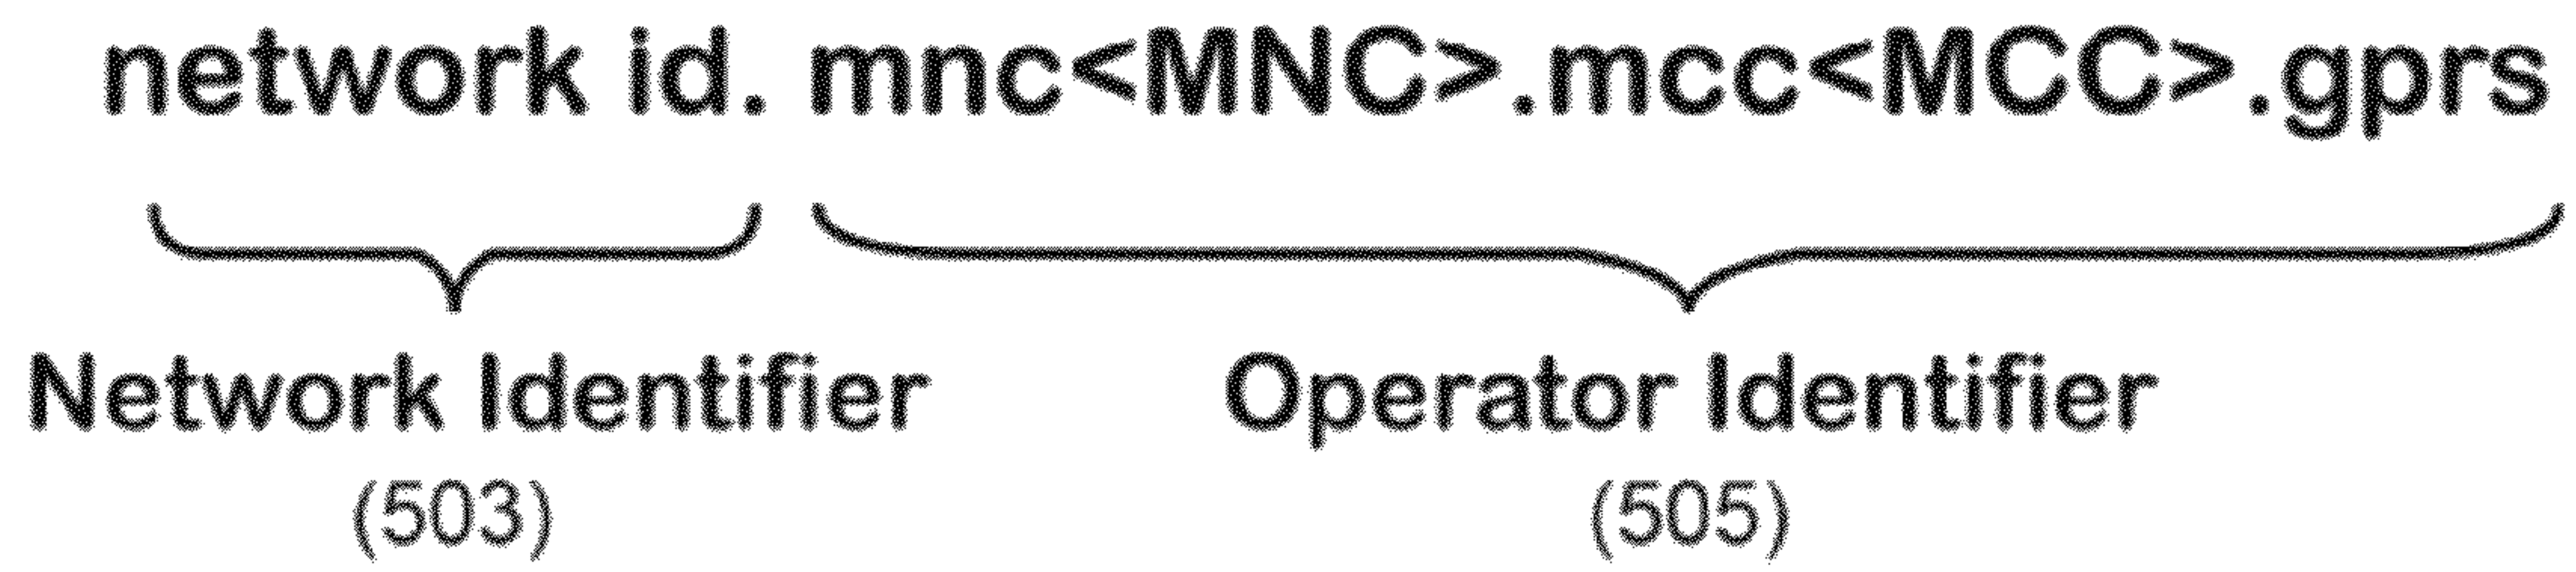 network id. mnc<MNC>.mcc<MCC>.gprs
Network Identifier Operator Identifier
(503) (505)